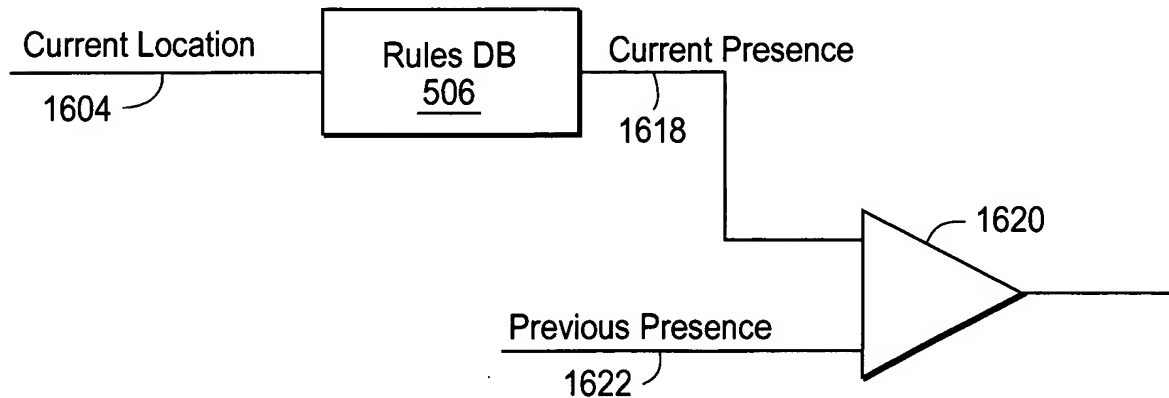 Current Location
1604
Rules DB
506
Current Presence
1618
1620
Previous Presence
1622